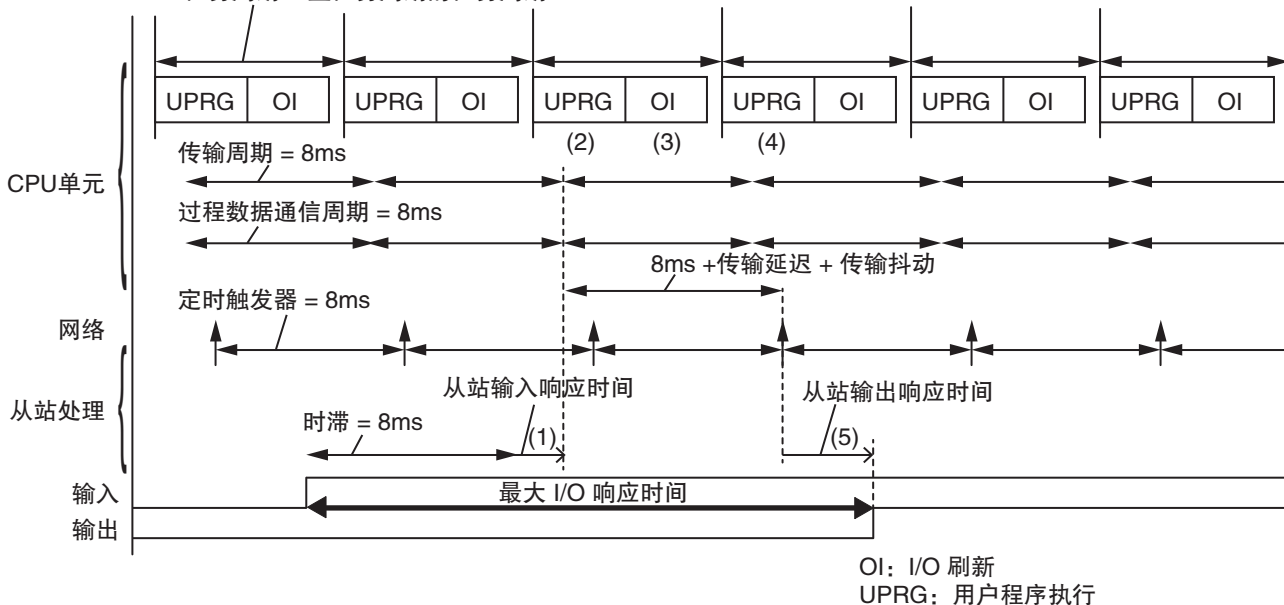 UPRG OI UPRG OI UPRG OI UPRG OI UPRG OI UPRG OI
(2) (3) (4)
传输周期 = 8ms
CPU单元
过程数据通信周期 = 8ms
8ms +传输延迟 + 传输抖动
定时触发器 = 8ms
网络
从站输入响应时间
从站输出响应时间
从站处理
时滞 = 8ms
(1)
(5)
输入
最大 I/O 响应时间
输出
OI：I/O 刷新
UPRG：用户程序执行